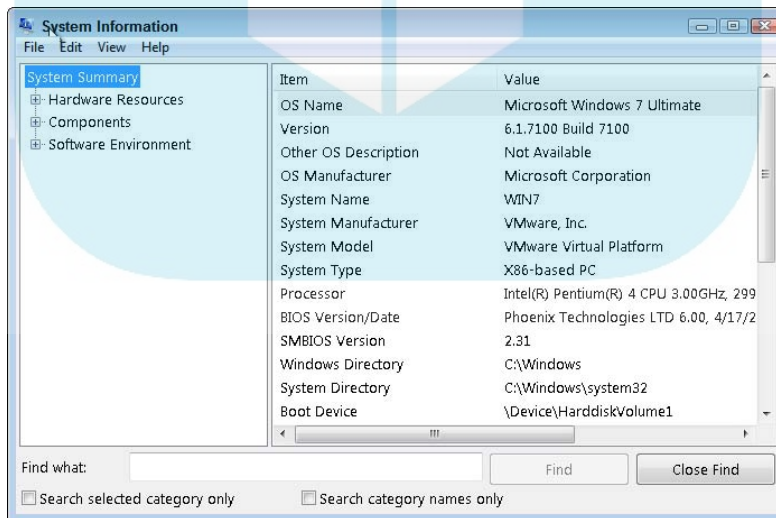 System Information
File Edit View Help
System Summary
Hardware Resources
Components
Software Environment
Item Value
OS Name Microsoft Windows 7 Ultimate
Version 6.1.7100 Build 7100
Other OS Description Not Available
OS Manufacturer Microsoft Corporation
System Name WIN7
System Manufacturer VMware, Inc.
System Model VMware Virtual Platform
System Type X86-based PC
Processor Intel(R) Pentium(R) 4 CPU 3.00GHz, 299
BIOS Version/Date Phoenix Technologies LTD 6.00, 4/17/2
SMBIOS Version 2.31
Windows Directory C:\Windows
System Directory C:\Windows\system32
Boot Device \Device\HarddiskVolume1
Find what: Find Close Find
Search selected category only Search category names only